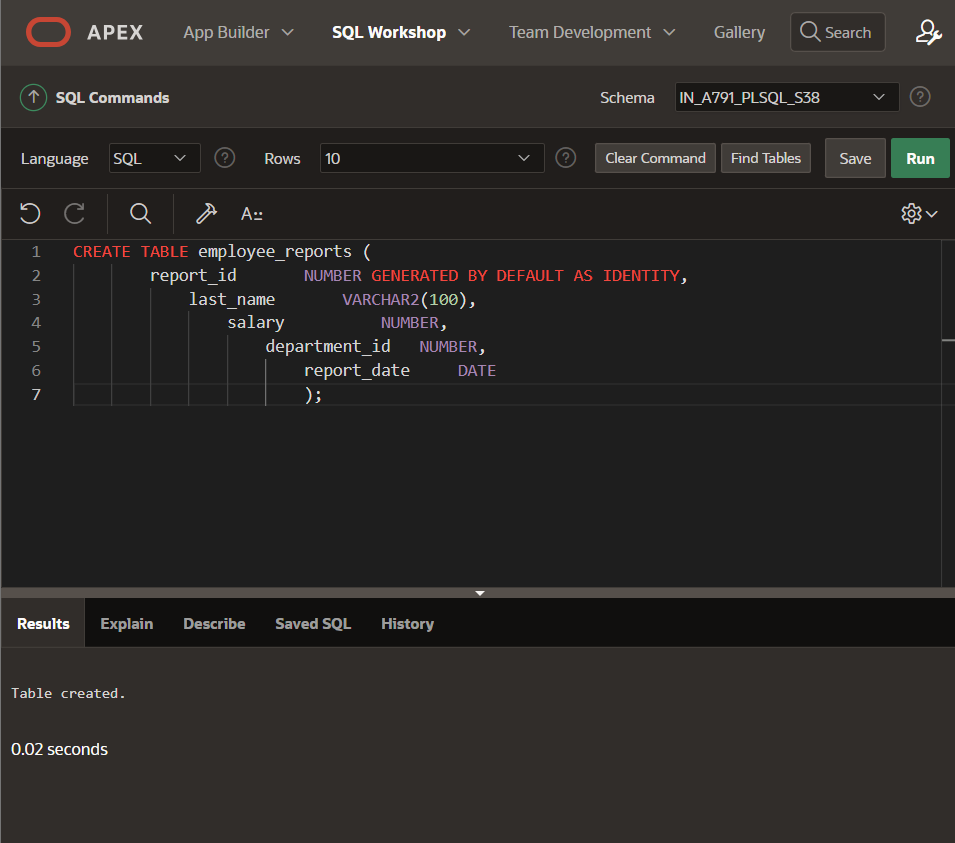 APEX App Builder SQL Workshop Team Development Gallery Search
SQL Commands Schema IN_A791_PLSQL_S38 ?
Language SQL ? Rows 10 ? Clear Command Find Tables Save Run
A::
1 CREATE TABLE employee_reports (
2 report_id NUMBER GENERATED BY DEFAULT AS IDENTITY,
3 last_name VARCHAR2(100),
4 salary NUMBER,
5 department_id NUMBER,
6 report_date DATE
7 );
Results Explain Describe Saved SQL History
Table created.
0.02 seconds